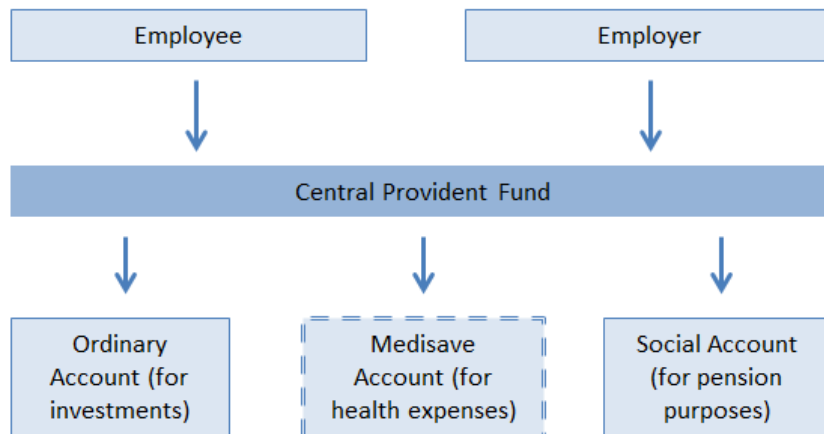 Employee
Employer
Central Provident Fund
Ordinary
Account (for
investments)
Medisave
Account (for
health expenses)
Social Account
(for pension
purposes)